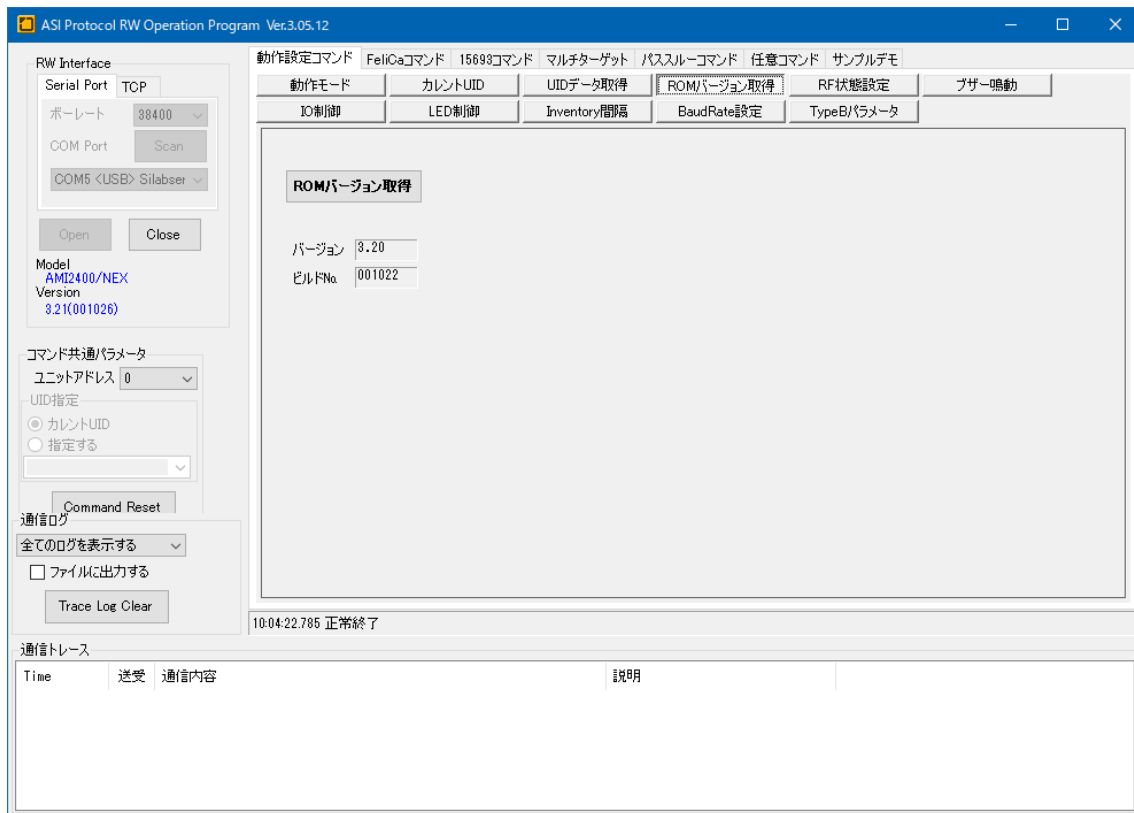 ASI Protocol RW Operation Program Ver.3.05.12
RW Interface
Serial Port TCP
ボーレート 38400
COM Port Scan
COM5 <USB> Silabser
Open Close
Model
AMI2400/NEX
Version
3.21(001026)
コマンド共通パラメータ
ユニットアドレス 0
UID指定
カレントUID
指定する
Command Reset
通信ログ
全てのログを表示する
ファイルに出力する
Trace Log Clear
動作設定コマンド FeliCaコマンド 15693コマンド マルチターゲット パススルーコマンド 任意コマンド サンプルデモ
動作モード カレントUID UIDデータ取得 ROMバージョン取得 RF状態設定 ブザー鳴動
IO制御 LED制御 Inventory間隔 BaudRate設定 TypeBパラメータ
ROMバージョン取得
バージョン 3.20
ビルドNo. 001022
10:04:22.785 正常終了
通信トレース
Time 送受 通信内容 説明